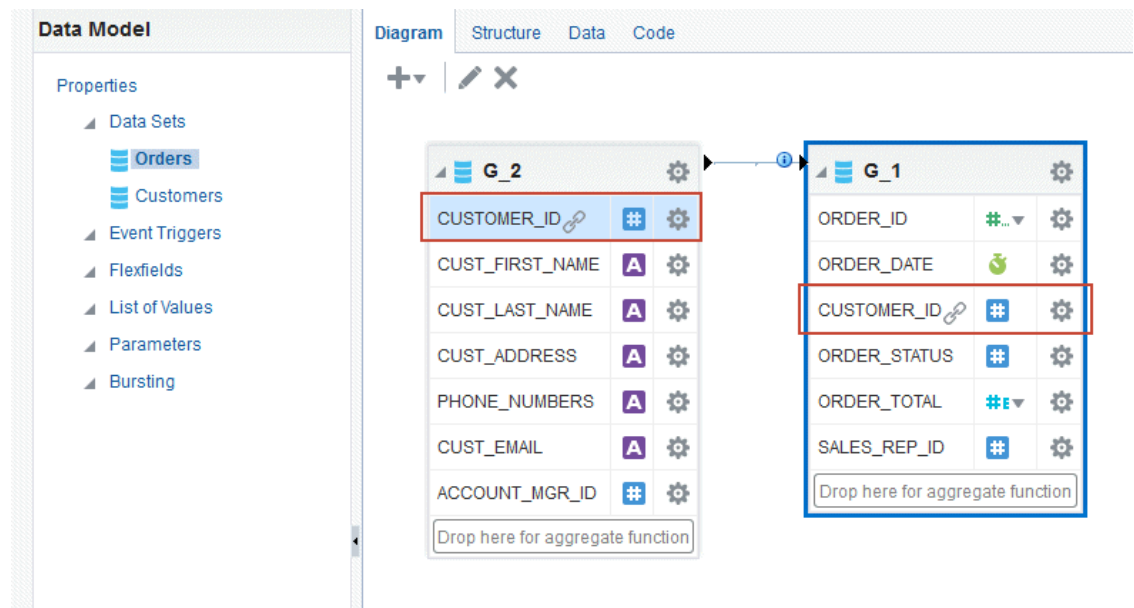 Data Model
Properties
Data Sets
Orders
Customers
Event Triggers
Flexfields
List of Values
Parameters
Bursting
Diagram Structure Data Code
G_2
CUSTOMER_ID #
CUST_FIRST_NAME A
CUST_LAST_NAME A
CUST_ADDRESS A
PHONE_NUMBERS A
CUST_EMAIL A
ACCOUNT_MGR_ID #
Drop here for aggregate function
i
G_1
ORDER_ID #...
ORDER_DATE
CUSTOMER_ID #
ORDER_STATUS #
ORDER_TOTAL #E
SALES_REP_ID #
Drop here for aggregate function